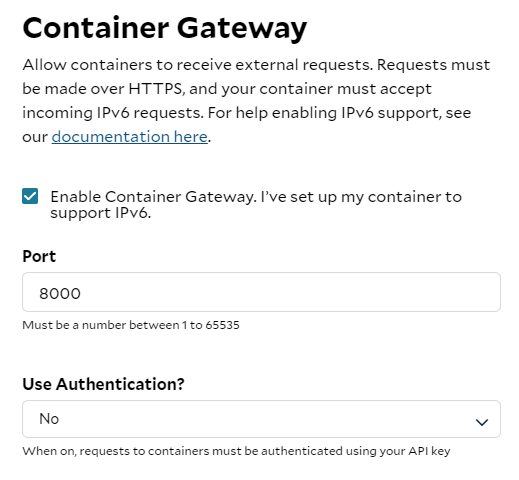 Container Gateway
Allow containers to receive external requests. Requests must
be made over HTTPS, and your container must accept
incoming IPv6 requests. For help enabling IPv6 support, see
our documentation here.
Enable Container Gateway. I’ve set up my container to
support IPv6.
Port
8000
Must be a number between 1 to 65535
Use Authentication?
No
When on, requests to containers must be authenticated using your API key